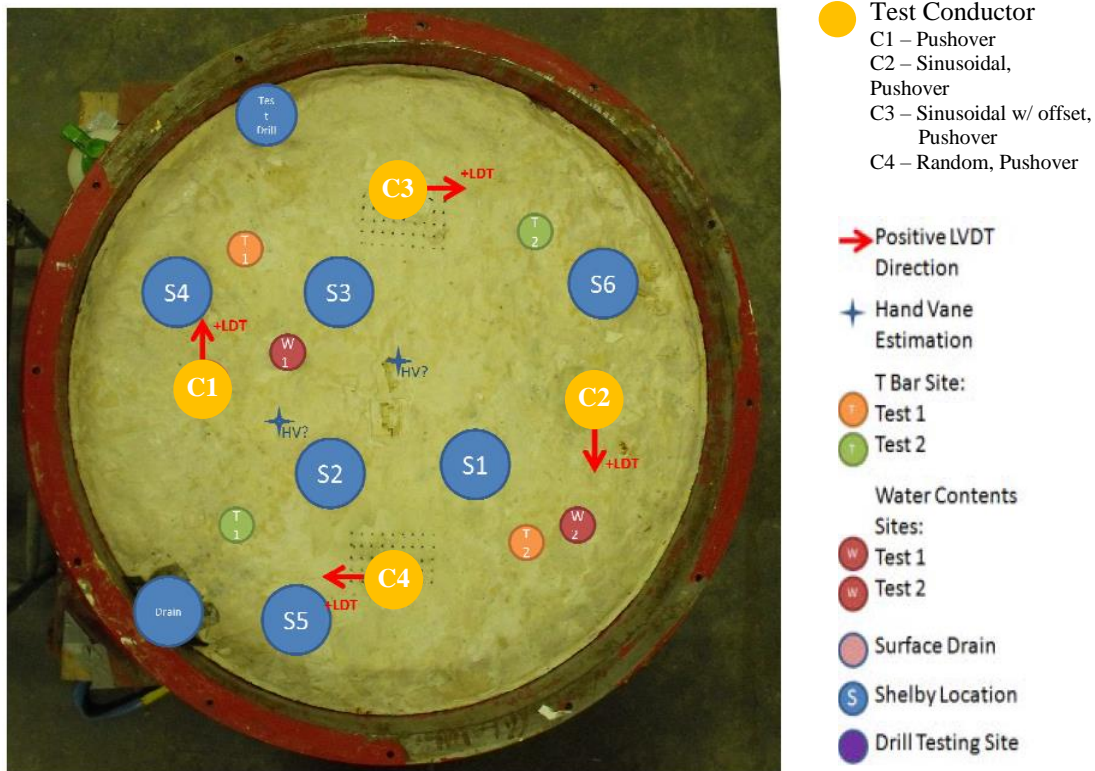 Test Conductor
C1 – Pushover
C2 – Sinusoidal,
Pushover
C3 – Sinusoidal w/ offset,
Pushover
C4 – Random, Pushover
Tes
t
Drill
C3
+LDT
T
1
T
2
S4
S3
S6
+LDT
W
1
HV?
C1
C2
HV?
+LDT
S2
S1
T
1
T
2
W
2
C4
+LDT
Drain
S5
Positive LVDT
Direction
Hand Vane
Estimation
T Bar Site:
T Test 1
T Test 2
Water Contents
Sites:
W Test 1
W Test 2
Surface Drain
S Shelby Location
Drill Testing Site